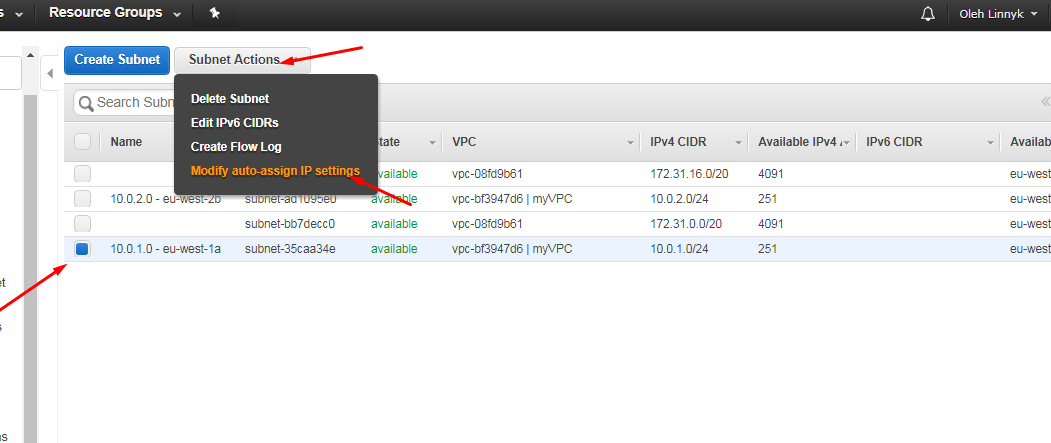 s Resource Groups Oleh Linnyk
Create Subnet Subnet Actions
Search Subn
Delete Subnet
Edit IPv6 CIDRs
Create Flow Log
Modify auto-assign IP settings
Name tate VPC IPv4 CIDR Available IPv4 IPv6 CIDR Availab
available vpc-08fd9b61 172.31.16.0/20 4091 eu-west
10.0.2.0 - eu-west-2b subnet-ad1095e0 available vpc-bf3947d6 | myVPC 10.0.2.0/24 251 eu-west
subnet-bb7decc0 available vpc-08fd9b61 172.31.0.0/20 4091 eu-west
10.0.1.0 - eu-west-1a subnet-35caa34e available vpc-bf3947d6 | myVPC 10.0.1.0/24 251 eu-west
et
s
ns